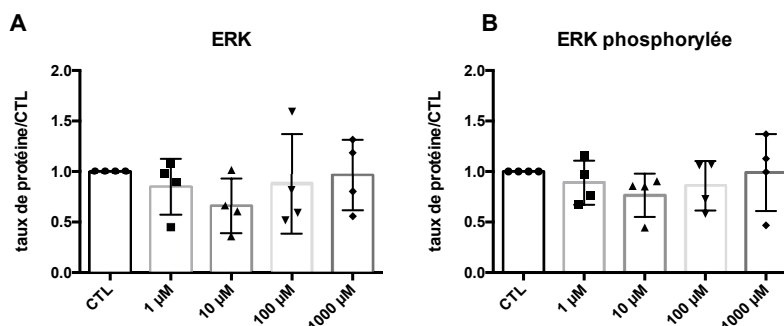 A
ERK
taux de protéine/CTL
2.0
1.5
1.0
0.5
0.0
CTL
1 µM
10 µM
100 µM
1000 µM
B
ERK phosphorylée
taux de protéine/CTL
2.0
1.5
1.0
0.5
0.0
CTL
1 µM
10 µM
100 µM
1000 µM